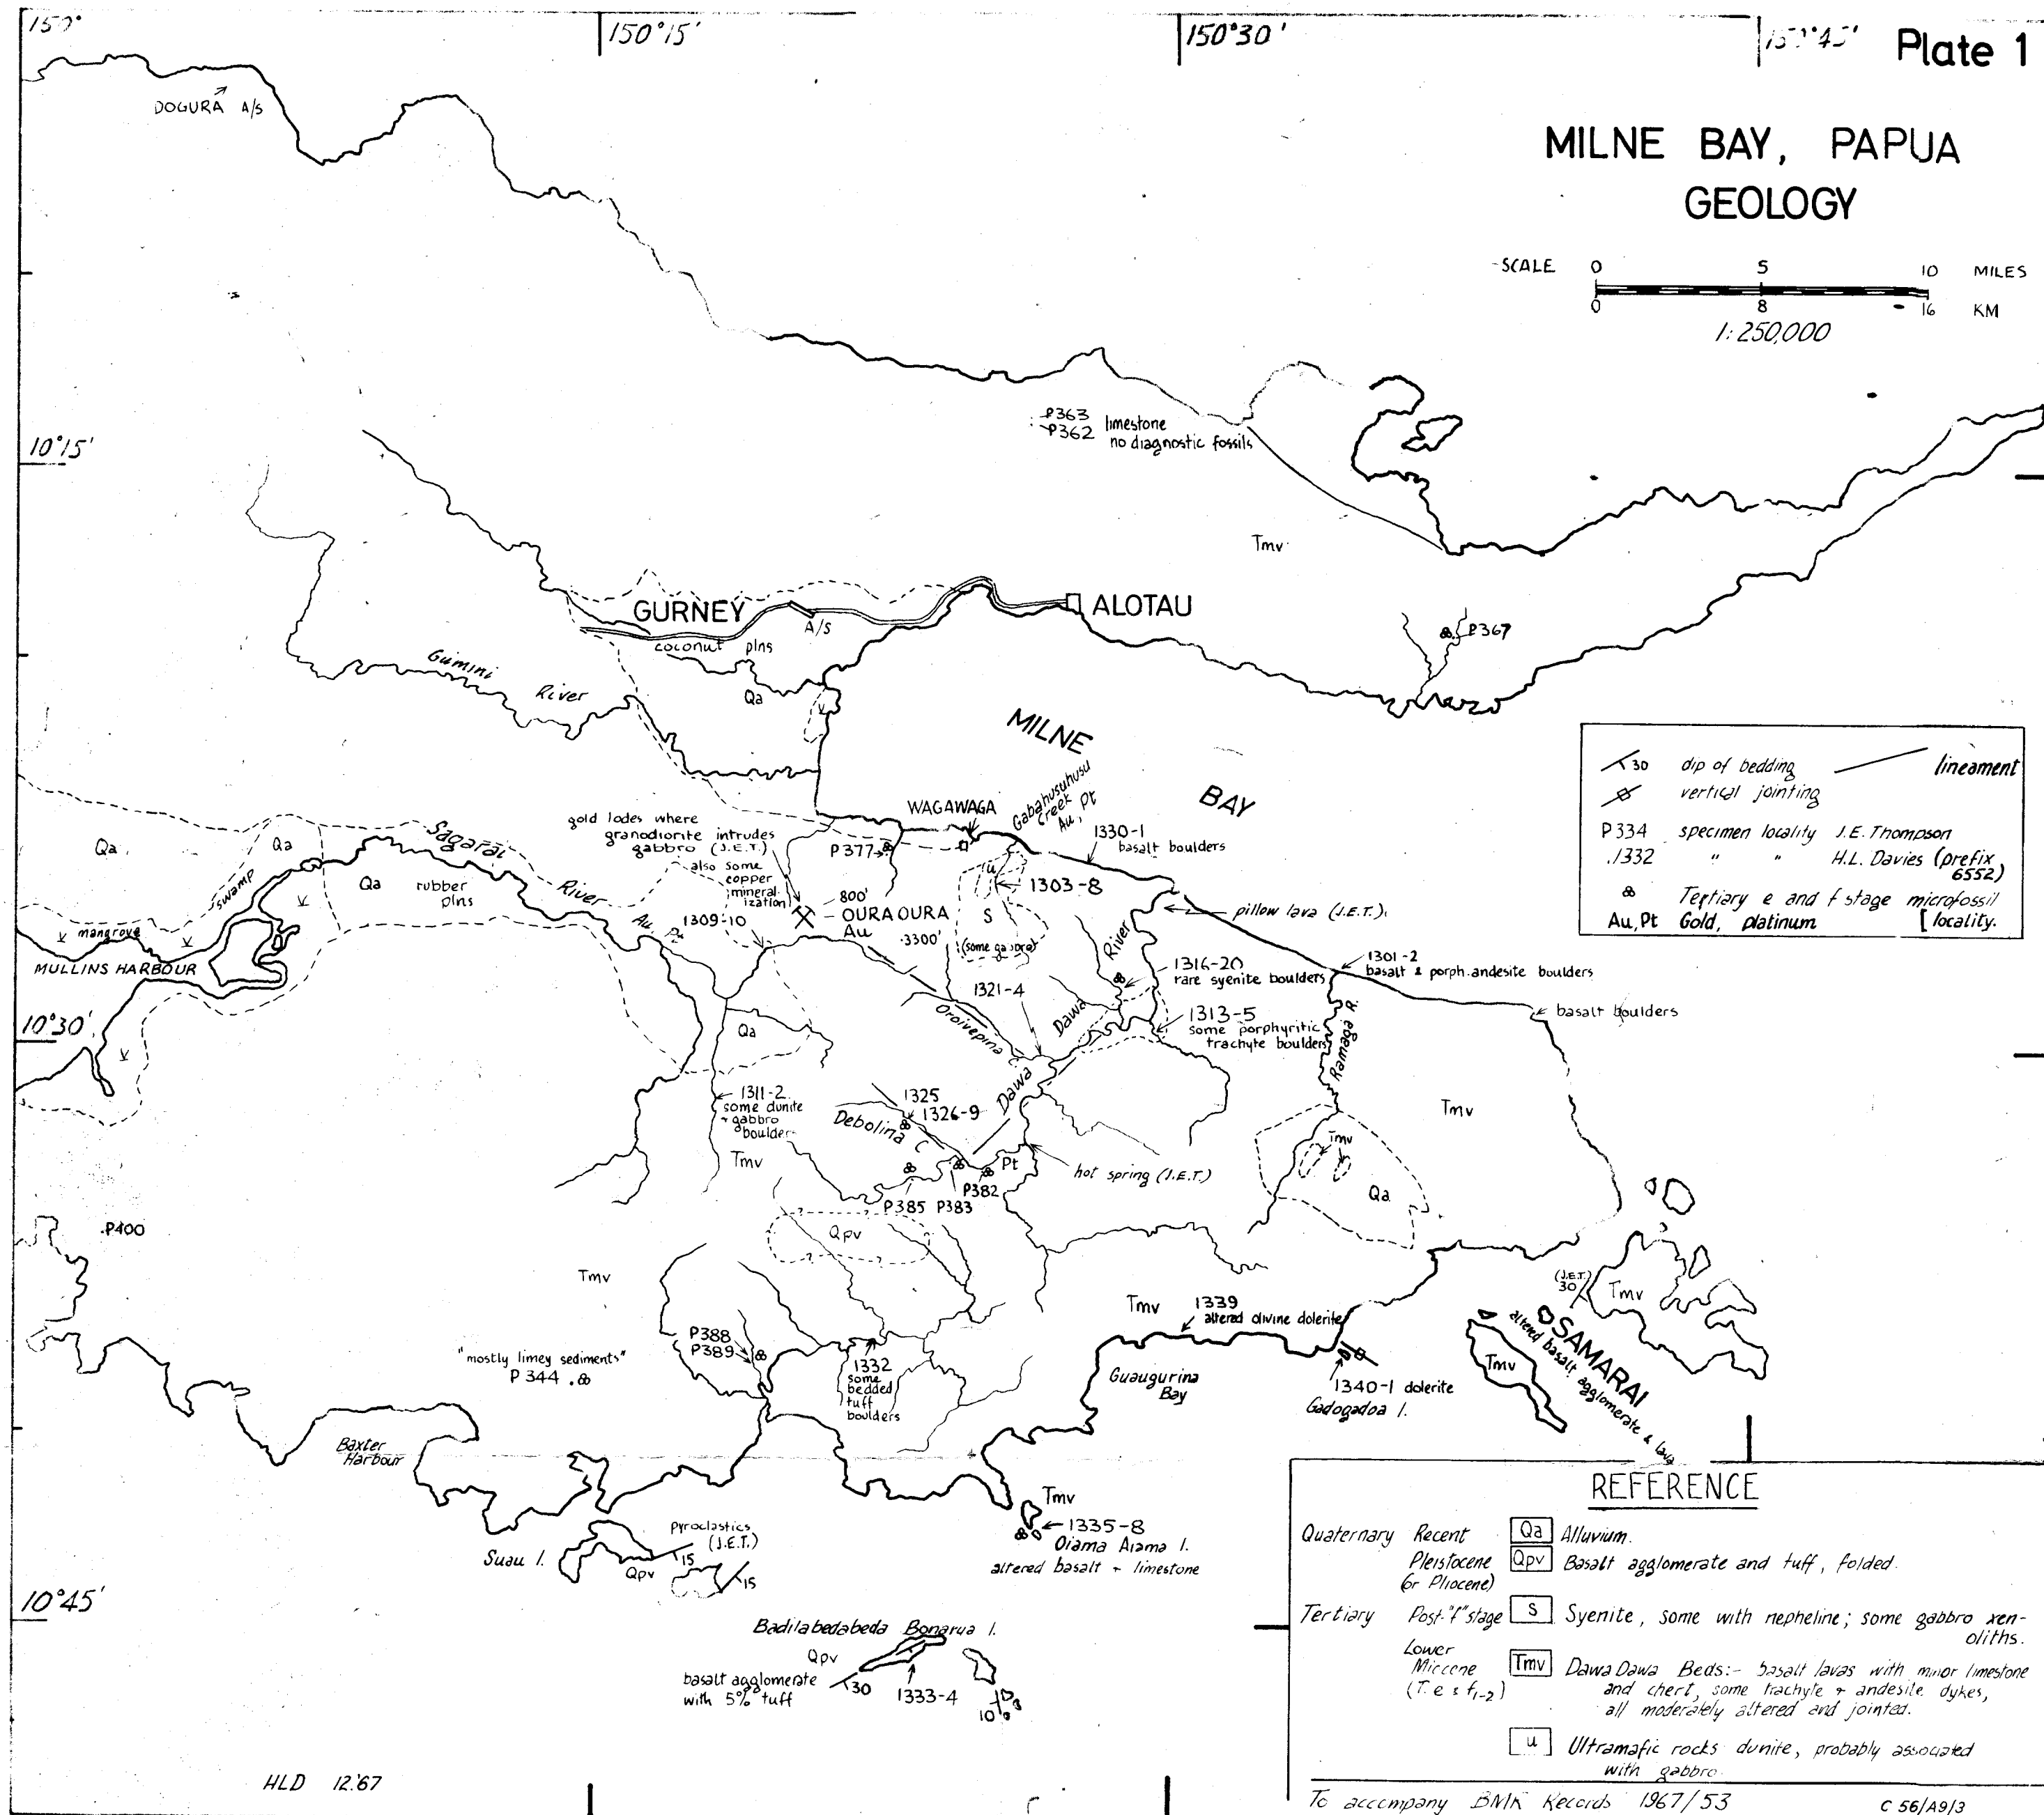 150°
150°15'
150°30'
150°45'
Plate 1
DOGURA A/S
MILNE BAY, PAPUA
GEOLOGY
SCALE 0 5 10 MILES
0 8 16 KM
1:250,000
10°15'
P363
P362
limestone
no diagnostic fossils
Tmv
GURNEY
A/S
ALOTAU
coconut plns
P367
Gumini River
Qa
MILNE BAY
30 dip of bedding
lineament
vertical jointing
P334 specimen locality J.E. Thompson
.1332 " " H.L. Davies (prefix 6552)
Tertiary e and f stage microfossil [locality.
Au, Pt Gold, platinum
WAGAWAGA
Gabahusuhusu
Creek
Au, Pt
gold lodes where
granodiorite intrudes
gabbro (J.E.T.)
also some
copper
mineral-
ization
P377
1330-1
basalt boulders
Sagarai River
Qa
Qa
swamp
Qa
rubber
plns
Au, Pt
1309-10
800'
OURA OURA
Au
u
1303-8
S
.3300'
(some gabbro)
pillow lava (J.E.T.)
mangrove
MULLINS HARBOUR
River
1316-20
rare syenite boulders
1301-2
basalt & porph. andesite boulders
1321-4
Dawa
basalt boulders
10°30'
Oroivepina C
1313-5
some porphyritic
trachyte boulders
Ramaga R.
Qa
Dawa
1311-2
some dunite
+ gabbro
boulders
1325
1326-9
Debolina C
Tmv
Tmv
Tmv
Pt
hot spring (J.E.T.)
P382
P385 P383
Qa
.P400
Qpv
Tmv
(J.E.T.)
30
Tmv
Tmv
1339
altered olivine dolerite
SAMARAI
altered basalt agglomerate & lava
Tmv
P388
P389
"mostly limey sediments"
P 344
1332
some
bedded
tuff
boulders
Guaugurina
Bay
1340-1 dolerite
Gadogadoa I.
Baxter
Harbour
Tmv
1335-8
Oiama Aiama I.
altered basalt + limestone
pyroclastics
(J.E.T.)
Suau I.
15
Qpv
15
10°45'
Badilabedabeda Bonarua I.
Qpv
basalt agglomerate
with 5% tuff
30
1333-4
10
REFERENCE
Quaternary Recent Qa Alluvium.
Pleistocene Qpv Basalt agglomerate and tuff, folded.
(or Pliocene)
Tertiary Post-"f" stage S Syenite, some with nepheline; some gabbro xen-
oliths.
Lower
Miocene Tmv Dawa Dawa Beds:- basalt lavas with minor limestone
(T. e & f1-2) and chert, some trachyte + andesite dykes,
all moderately altered and jointed.
u Ultramafic rocks dunite, probably associated
with gabbro.
HLD 12.'67
To accompany BMR Records 1967/53
C 56/A9/3